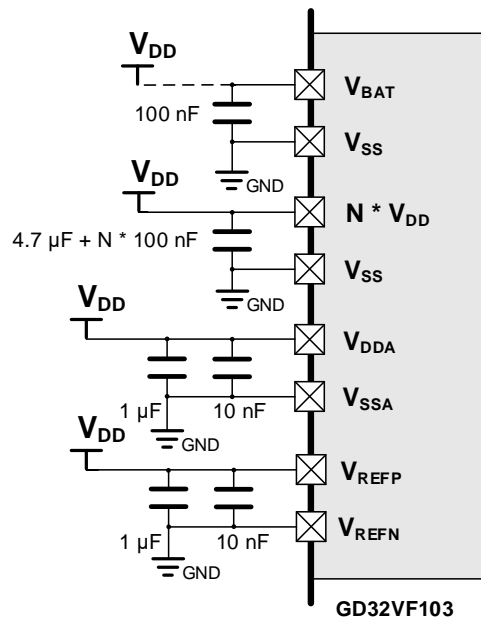 VDD
VBAT
100 nF
VSS
GND
VDD
N * VDD
4.7 µF + N * 100 nF
VSS
GND
VDD
VDDA
1 µF
10 nF
VSSA
GND
VDD
VREFP
1 µF
10 nF
VREFN
GND
GD32VF103